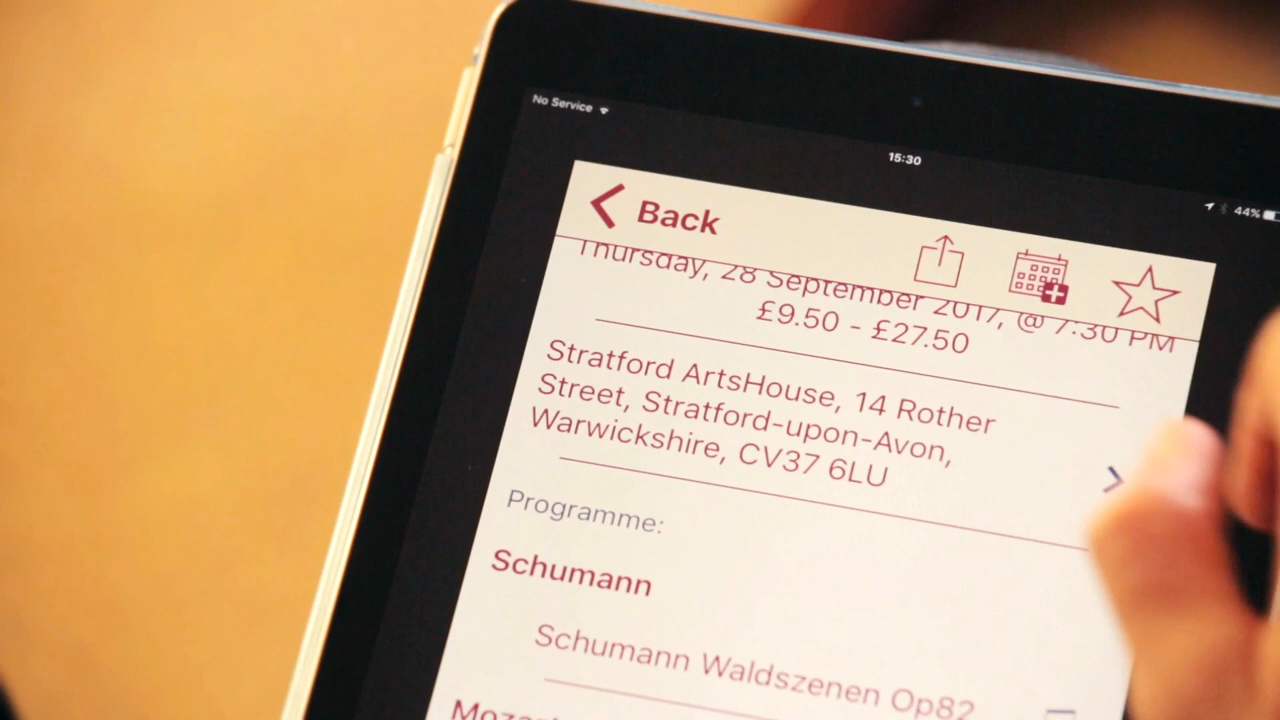 No Service
15:30
44%
Back
Thursday, 28 September 2017, @ 7:30 PM
£9.50 - £27.50
Stratford ArtsHouse, 14 Rother
Street, Stratford-upon-Avon,
Warwickshire, CV37 6LU
Programme:
Schumann
Schumann Waldszenen Op82